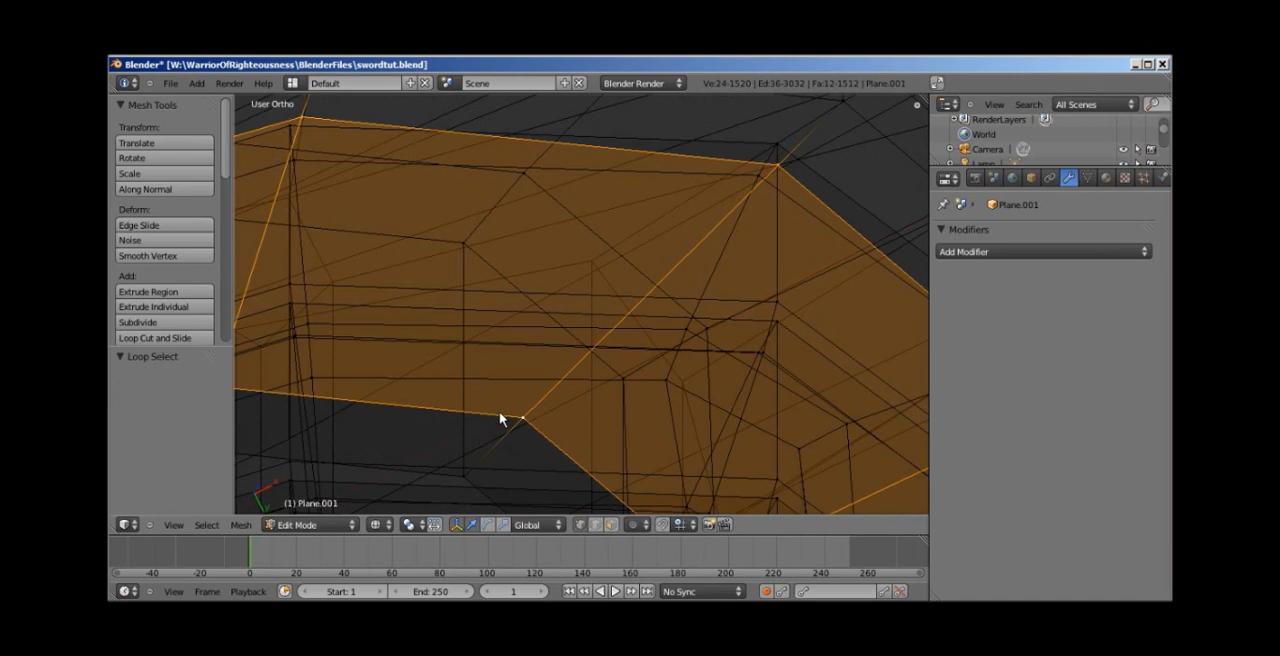 Blender* [W:\WarriorOfRighteousness\BlenderFiles\swordtut.blend]
File Add Render Help Default Scene Blender Render Ve:24-1520 | Ed:36-3032 | Fa:12-1512 | Plane.001
Mesh Tools
Transform:
Translate
Rotate
Scale
Along Normal
Deform:
Edge Slide
Noise
Smooth Vertex
Add:
Extrude Region
Extrude Individual
Subdivide
Loop Cut and Slide
Loop Select
User Ortho
(1) Plane.001
View Search All Scenes
RenderLayers |
World
Camera |
Lamp
Plane.001
Modifiers
Add Modifier
View Select Mesh Edit Mode Global
-40 -20 0 20 40 60 80 100 120 140 160 180 200 220 240 260
View Frame Playback Start: 1 End: 250 1 No Sync